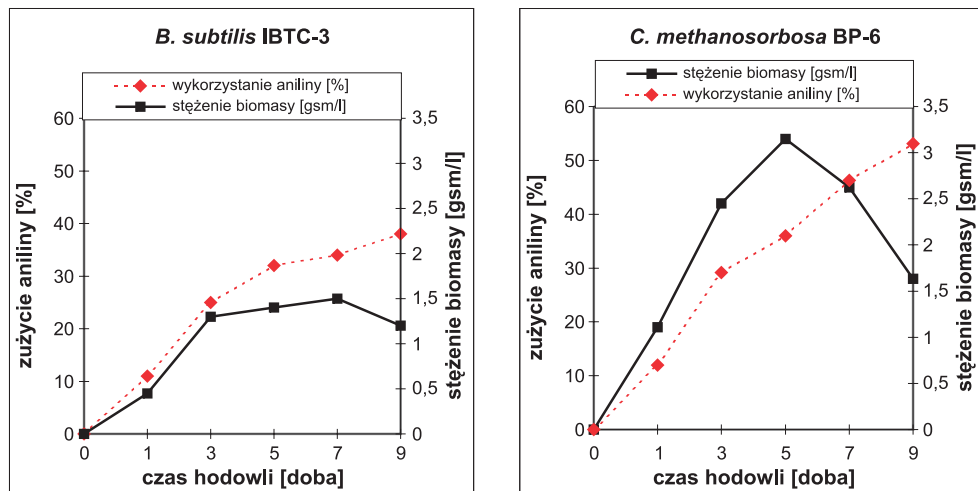 B. subtilis IBTC-3
wykorzystanie aniliny [%]
stężenie biomasy [gsm/l]
60
50
40
30
20
10
0
zużycie aniliny [%]
3,5
3
2,5
2
1,5
1
0,5
0
stężenie biomasy [gsm/l]
0 1 3 5 7 9
czas hodowli [doba]
C. methanosorbosa BP-6
stężenie biomasy [gsm/l]
wykorzystanie aniliny [%]
60
50
40
30
20
10
0
zużycie aniliny [%]
3,5
3
2,5
2
1,5
1
0,5
0
stężenie biomasy [gsm/l]
0 1 3 5 7 9
czas hodowli [doba]